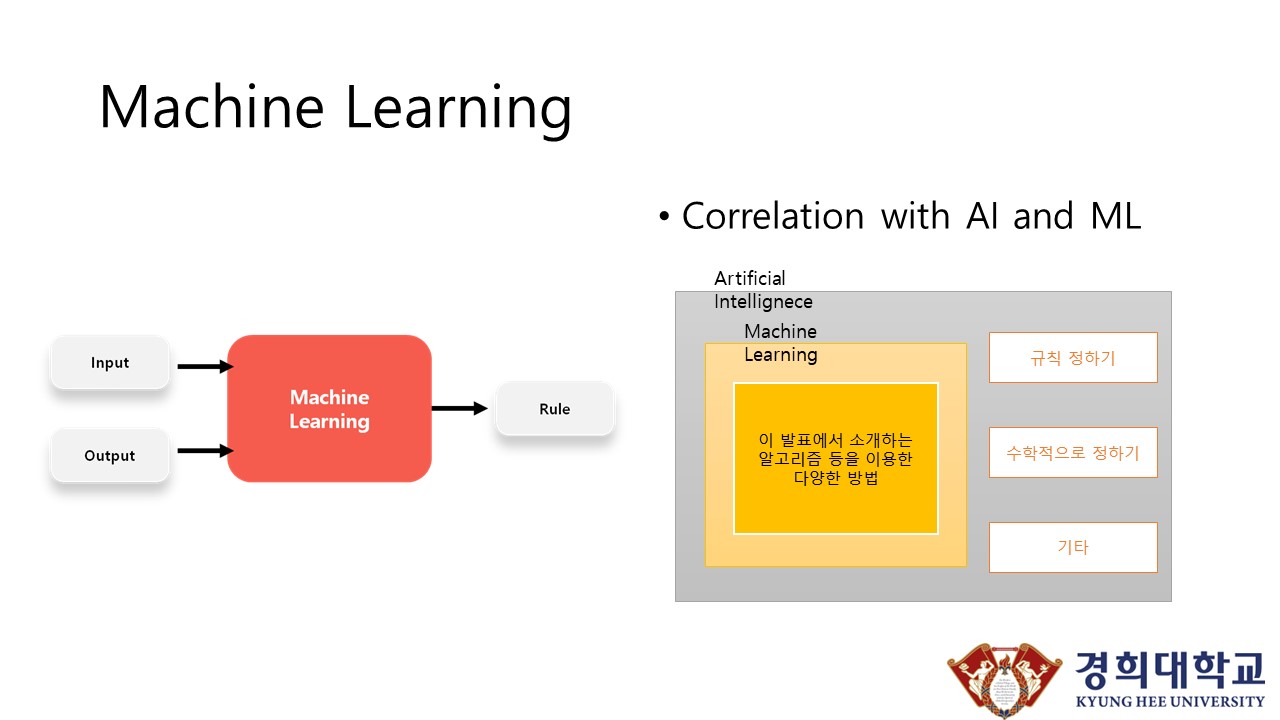 Machine Learning
• Correlation with AI and ML
Input
Output
Machine
Learning
Rule
Artificial
Intellignece
Machine
Learning
이 발표에서 소개하는
알고리즘 등을 이용한
다양한 방법
규칙 정하기
수학적으로 정하기
기타
경희대학교
KYUNG HEE UNIVERSITY